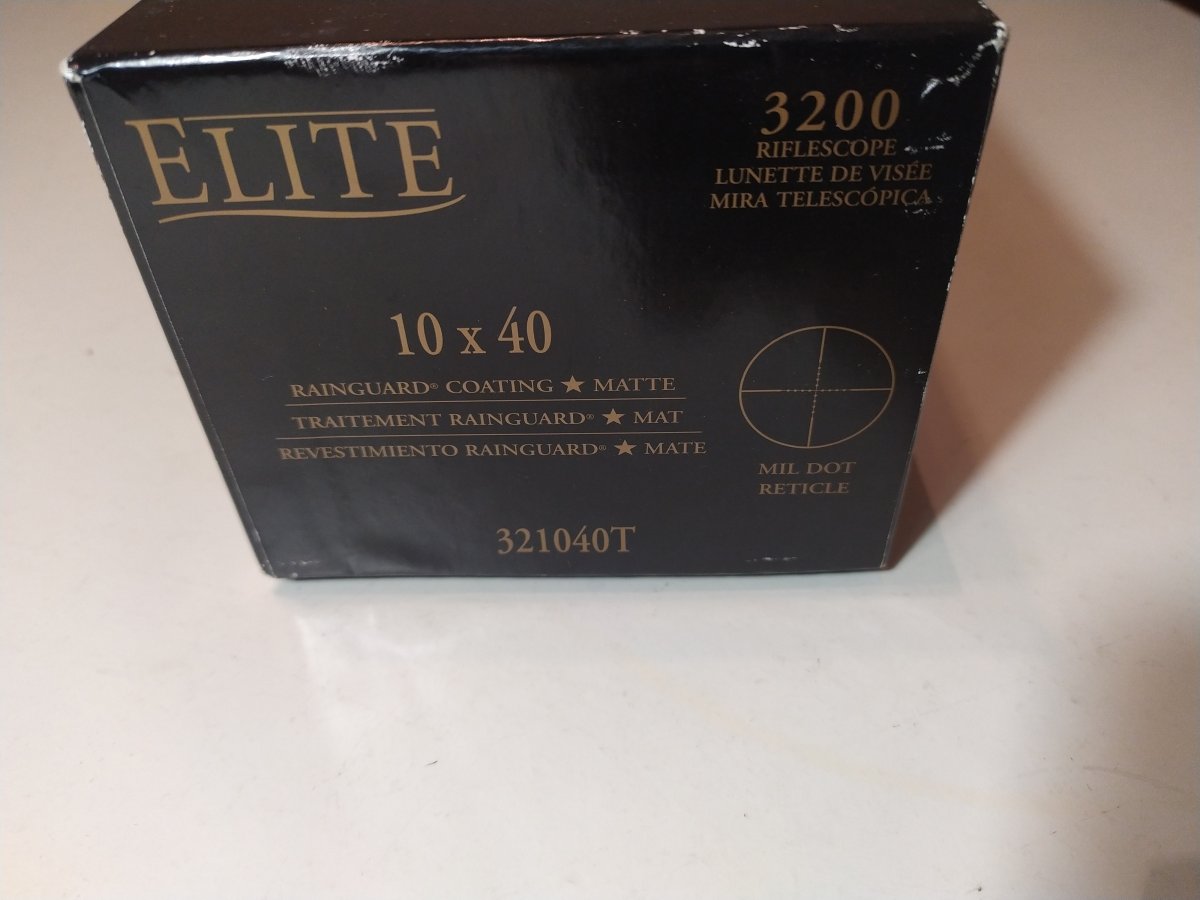 ELITE
3200
RIFLESCOPE
LUNETTE DE VISÉE
MIRA TELESCÓPICA
10 x 40
RAINGUARD® COATING ★ MATTE
TRAITEMENT RAINGUARD® ★ MAT
REVESTIMIENTO RAINGUARD® ★ MATE
MIL DOT
RETICLE
321040T